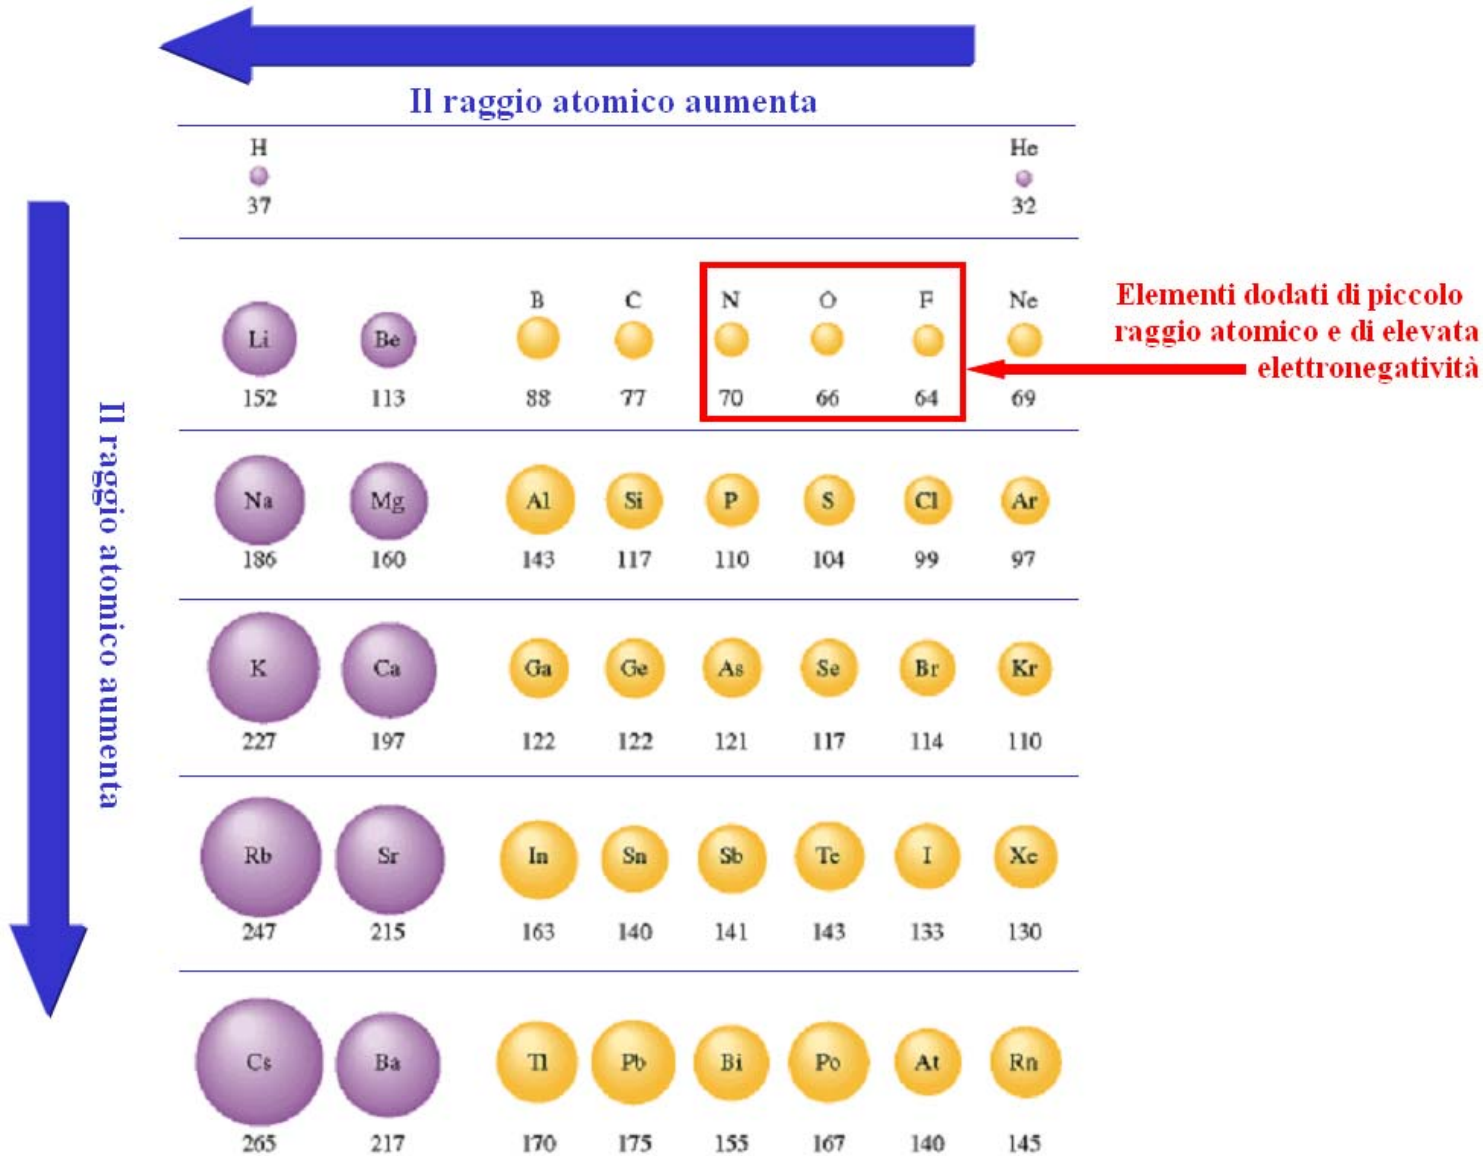 Il raggio atomico aumenta
H He
37 32
Il raggio atomico aumenta
B C N O F Ne
Li Be
152 113 88 77 70 66 64 69
Elementi dodati di piccolo
raggio atomico e di elevata
elettronegatività
Na Mg Al Si P S Cl Ar
186 160 143 117 110 104 99 97
K Ca Ga Ge As Se Br Kr
227 197 122 122 121 117 114 110
Rb Sr In Sn Sb Te I Xe
247 215 163 140 141 143 133 130
Cs Ba Tl Pb Bi Po At Rn
265 217 170 175 155 167 140 145